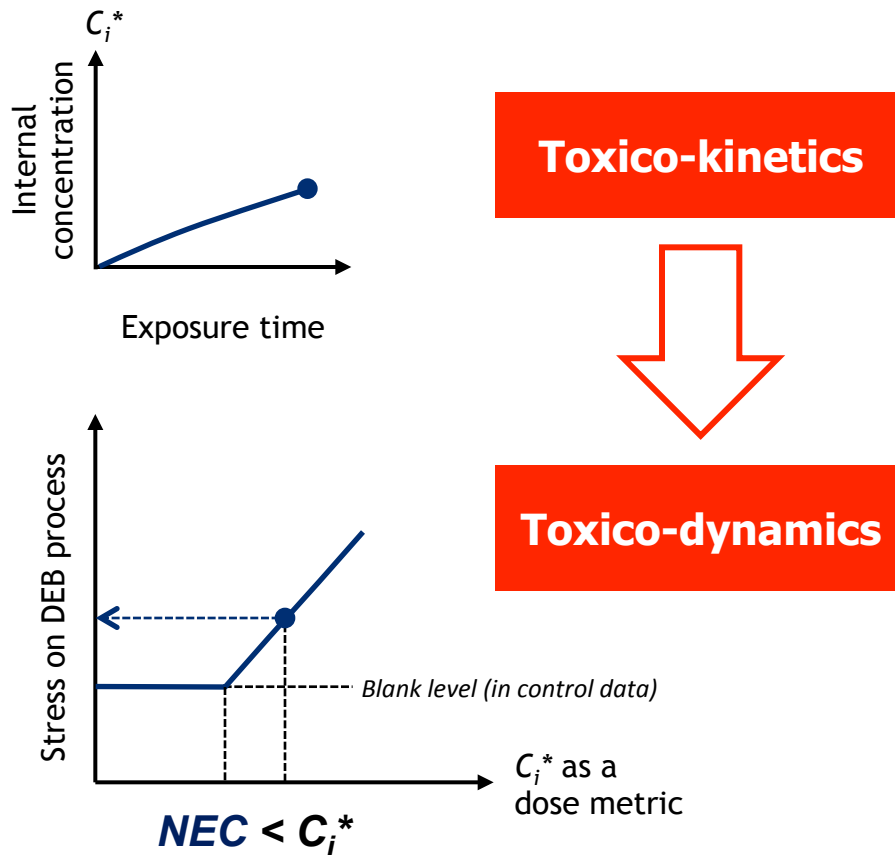 Cᵢ*
Internal
concentration
Exposure time
Toxico-kinetics
Toxico-dynamics
Stress on DEB process
Blank level (in control data)
Cᵢ* as a
dose metric
NEC < Cᵢ*